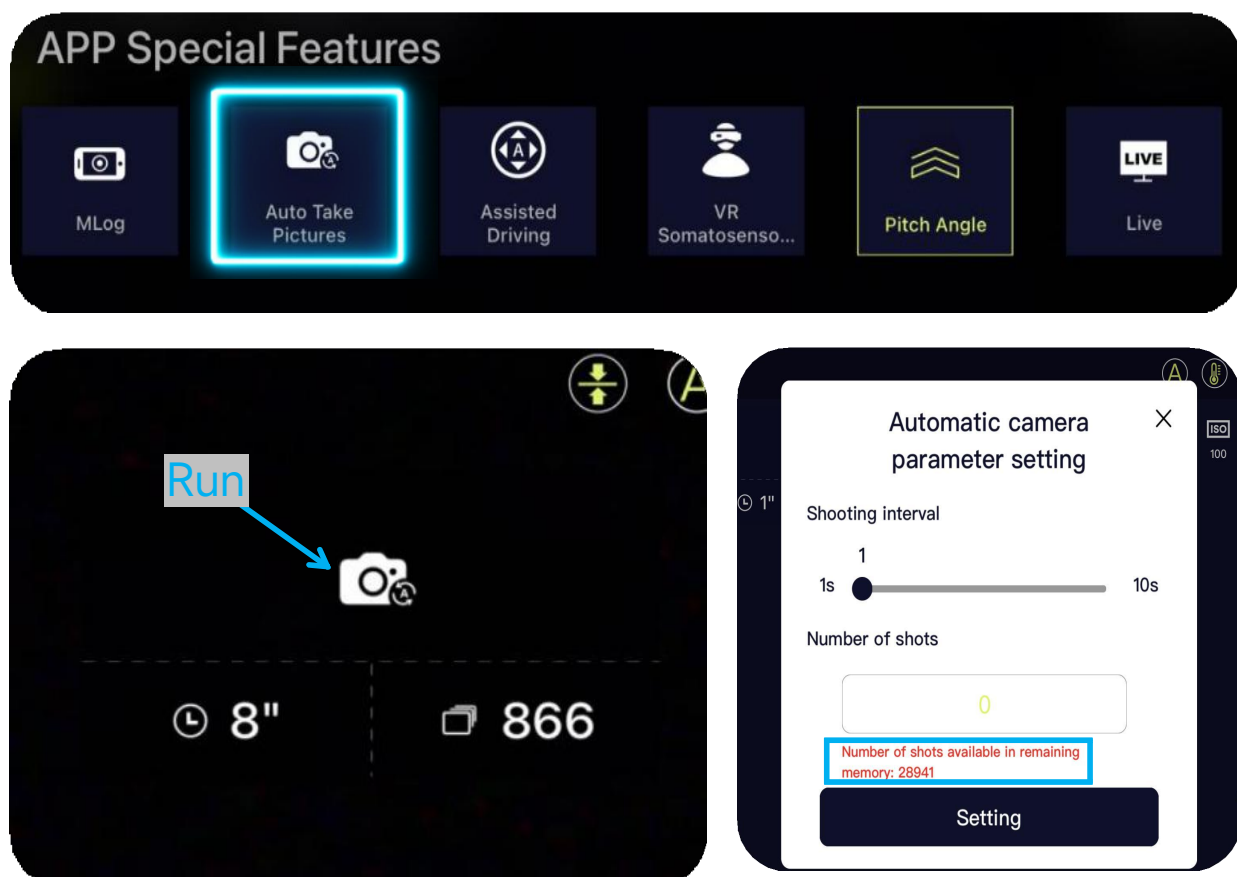 APP Special Features
MLog
Auto Take
Pictures
Assisted
Driving
VR
Somatosenso...
Pitch Angle
LIVE
Live
Run
8"
866
A
Automatic camera
parameter setting
ISO
100
1"
Shooting interval
1
1s
10s
Number of shots
0
Number of shots available in remaining
memory: 28941
Setting